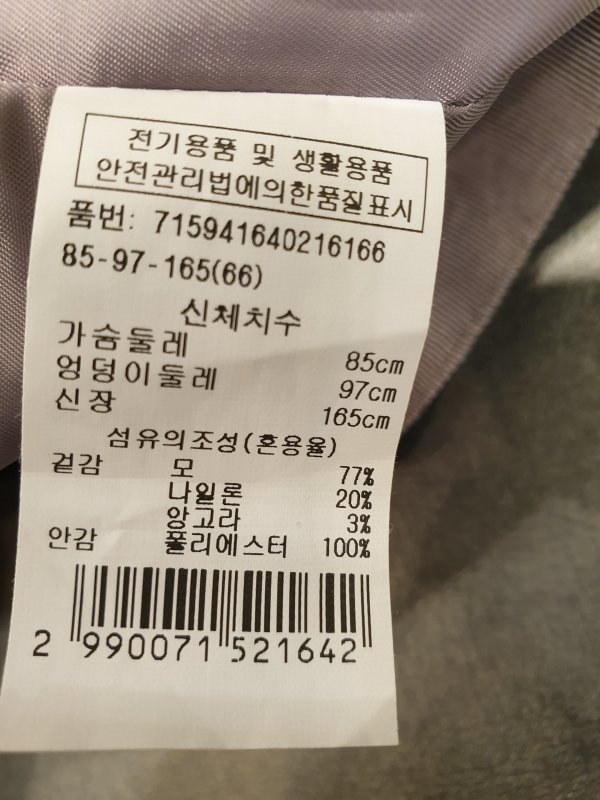 전기용품 및 생활용품
안전관리법에의한품질표시
품번: 715941640216166
85-97-165(66)
신체치수
가슴둘레 85cm
엉덩이둘레 97cm
신장 165cm
섬유의조성(혼용율)
겉감 모 77%
나일론 20%
앙고라 3%
안감 폴리에스터 100%
2 990071 521642